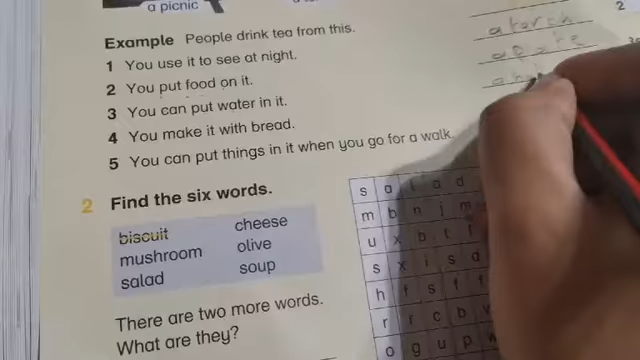 a picnic
2
Example People drink tea from this.
1 You use it to see at night.
2 You put food on it.
3 You can put water in it.
4 You make it with bread.
5 You can put things in it when you go for a walk.
a torch
2 Find the six words.
biscuit cheese
mushroom olive
salad soup
There are two more words.
What are they?
s a l a d
m b n j m
u x b t f
s x i s d
h f s f f
r r c b
o g u p